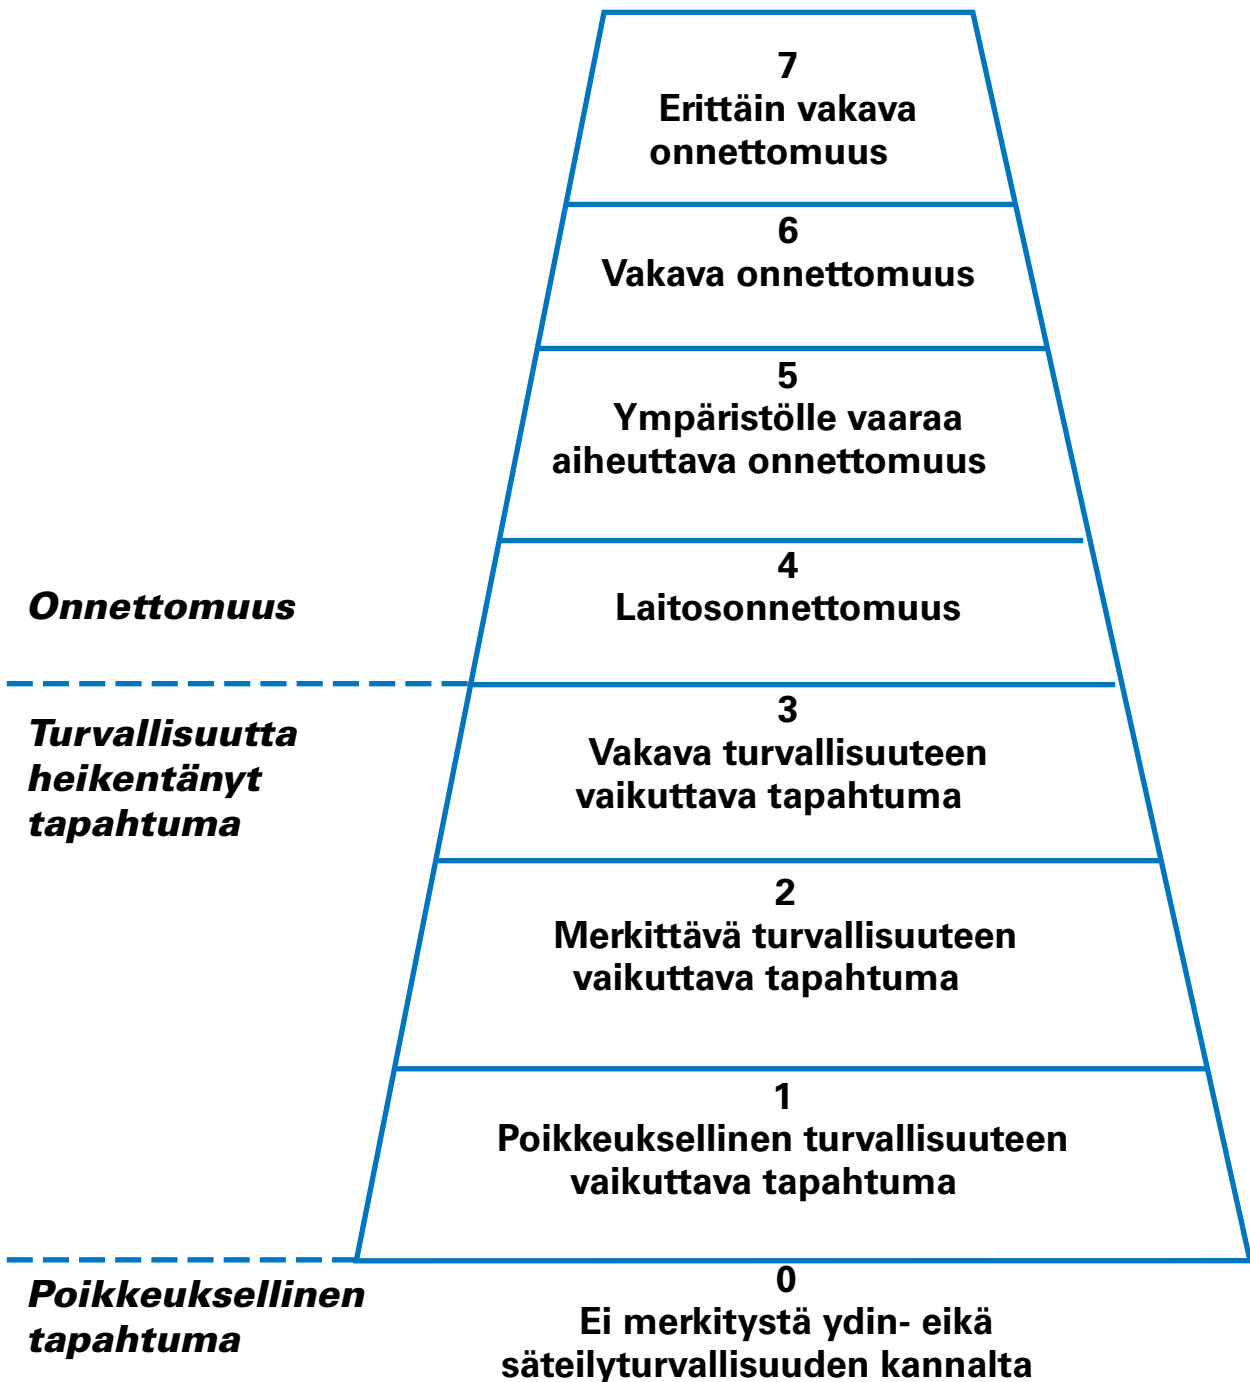 7
Erittäin vakava
onnettomuus
6
Vakava onnettomuus
5
Ympäristölle vaaraa
aiheuttava onnettomuus
4
Laitosonnettomuus
Onnettomuus
3
Vakava turvallisuuteen
vaikuttava tapahtuma
Turvallisuutta
heikentänyt
tapahtuma
2
Merkittävä turvallisuuteen
vaikuttava tapahtuma
1
Poikkeuksellinen turvallisuuteen
vaikuttava tapahtuma
0
Ei merkitystä ydin- eikä
säteilyturvallisuuden kannalta
Poikkeuksellinen
tapahtuma